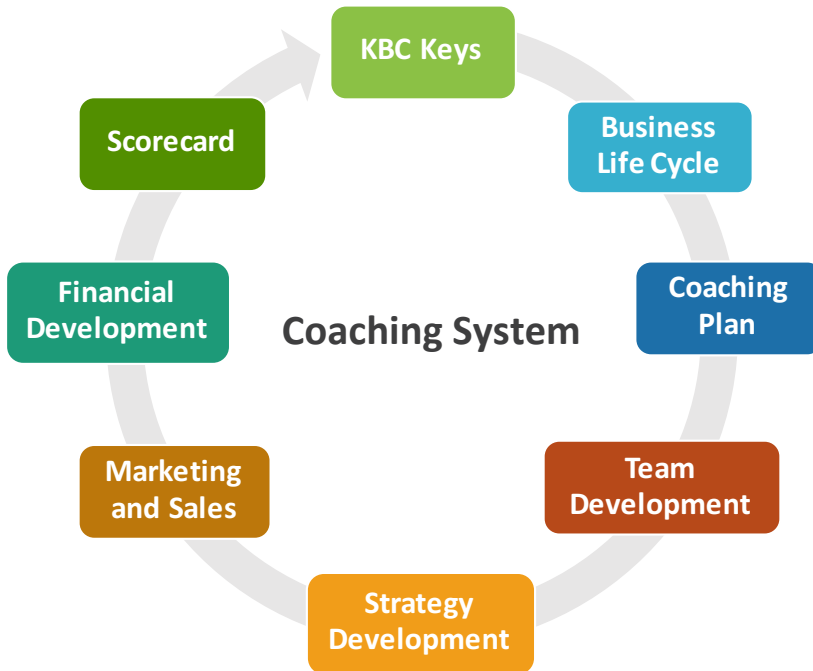 KBC Keys
Business
Life Cycle
Coaching
Plan
Team
Development
Strategy
Development
Marketing
and Sales
Financial
Development
Scorecard
Coaching System